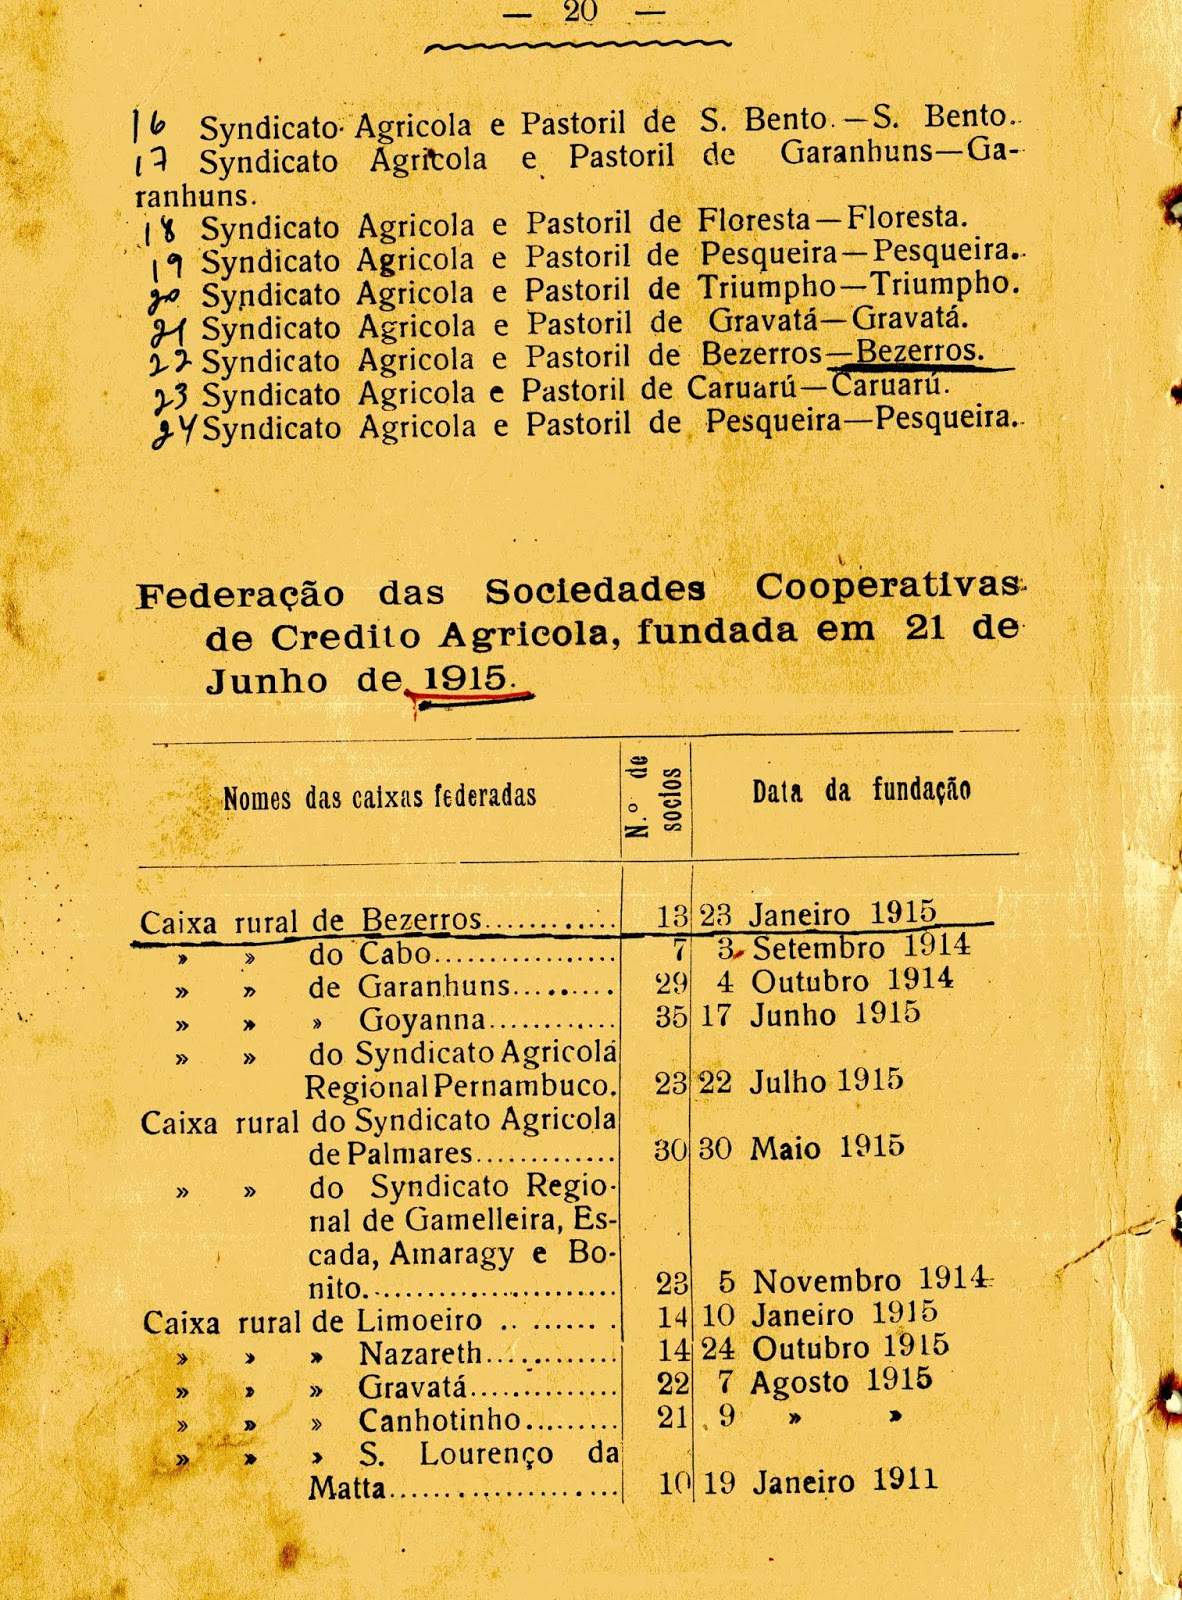 — 20 —
16 Syndicato Agricola e Pastoril de S. Bento.—S. Bento.
17 Syndicato Agricola e Pastoril de Garanhuns—Ga-
ranhuns.
18 Syndicato Agricola e Pastoril de Floresta—Floresta.
19 Syndicato Agricola e Pastoril de Pesqueira—Pesqueira.
20 Syndicato Agricola e Pastoril de Triumpho—Triumpho.
21 Syndicato Agricola e Pastoril de Gravatá—Gravatá.
22 Syndicato Agricola e Pastoril de Bezerros—Bezerros.
23 Syndicato Agricola e Pastoril de Caruarú—Caruarú.
24 Syndicato Agricola e Pastoril de Pesqueira—Pesqueira.
Federação das Sociedades Cooperativas
de Credito Agricola, fundada em 21 de
Junho de 1915.
Nomes das caixas federadas N.º de socios Data da fundação
Caixa rural de Bezerros............ 13 23 Janeiro 1915
» » do Cabo................. 7 3 Setembro 1914
» » de Garanhuns......... 29 4 Outubro 1914
» » » Goyanna............ 35 17 Junho 1915
» » do Syndicato Agricola
Regional Pernambuco. 23 22 Julho 1915
Caixa rural do Syndicato Agricola
de Palmares............. 30 30 Maio 1915
» » do Syndicato Regio-
nal de Gamelleira, Es-
cada, Amaragy e Bo-
nito....................... 23 5 Novembro 1914
Caixa rural de Limoeiro .. ....... . 14 10 Janeiro 1915
» » » Nazareth............. 14 24 Outubro 1915
» » » Gravatá.............. 22 7 Agosto 1915
» » » Canhotinho......... 21 9 » »
» » » S. Lourenço da
Matta...................... 10 19 Janeiro 1911